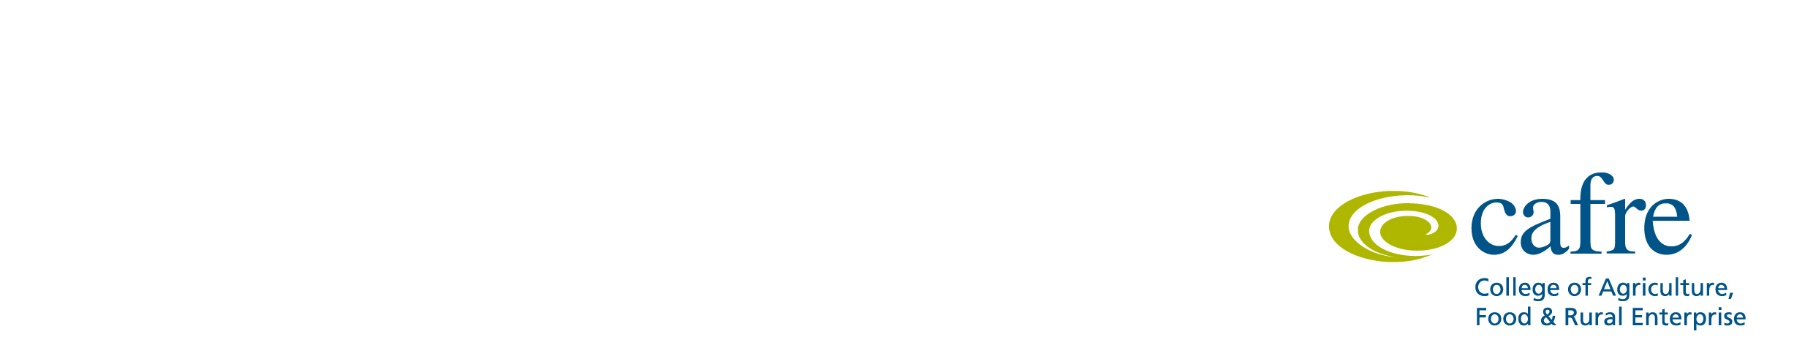 cafre
College of Agriculture,
Food & Rural Enterprise